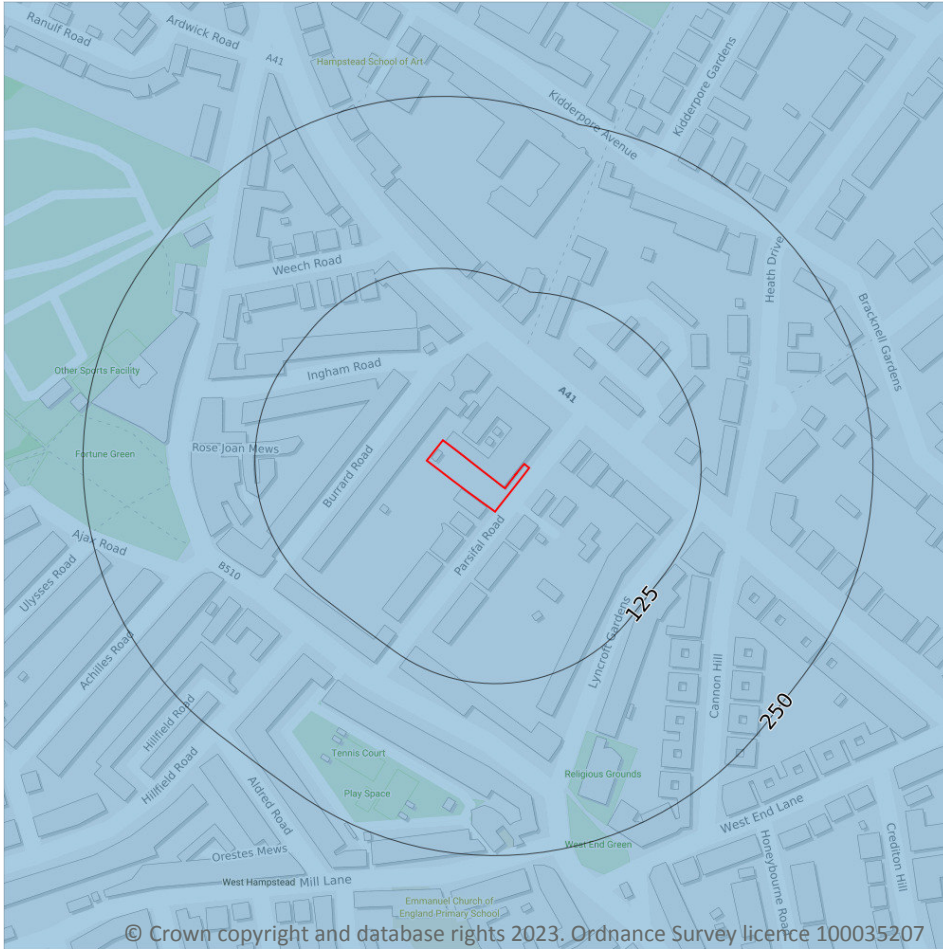 Ranulf Road
Ardwick Road
A41
Hampstead School of Art
Kidderpore Avenue
Kidderpore Gardens
Weech Road
Heath Drive
Bracknell Gardens
Other Sports Facility
Ingham Road
A41
Fortune Green
Rose Joan Mews
Burrard Road
Ajax Road
Parsifal Road
Ulysses Road
B510
125
Lyncroft Gardens
Achilles Road
Cannon Hill
250
Hillfield Road
Hillfield Road
Tennis Court
Play Space
Religious Grounds
Aldred Road
West End Lane
West End Green
Orestes Mews
West Hampstead
Mill Lane
Honeybourne Road
Crediton Hill
Emmanuel Church of
England Primary School
© Crown copyright and database rights 2023. Ordnance Survey licence 100035207